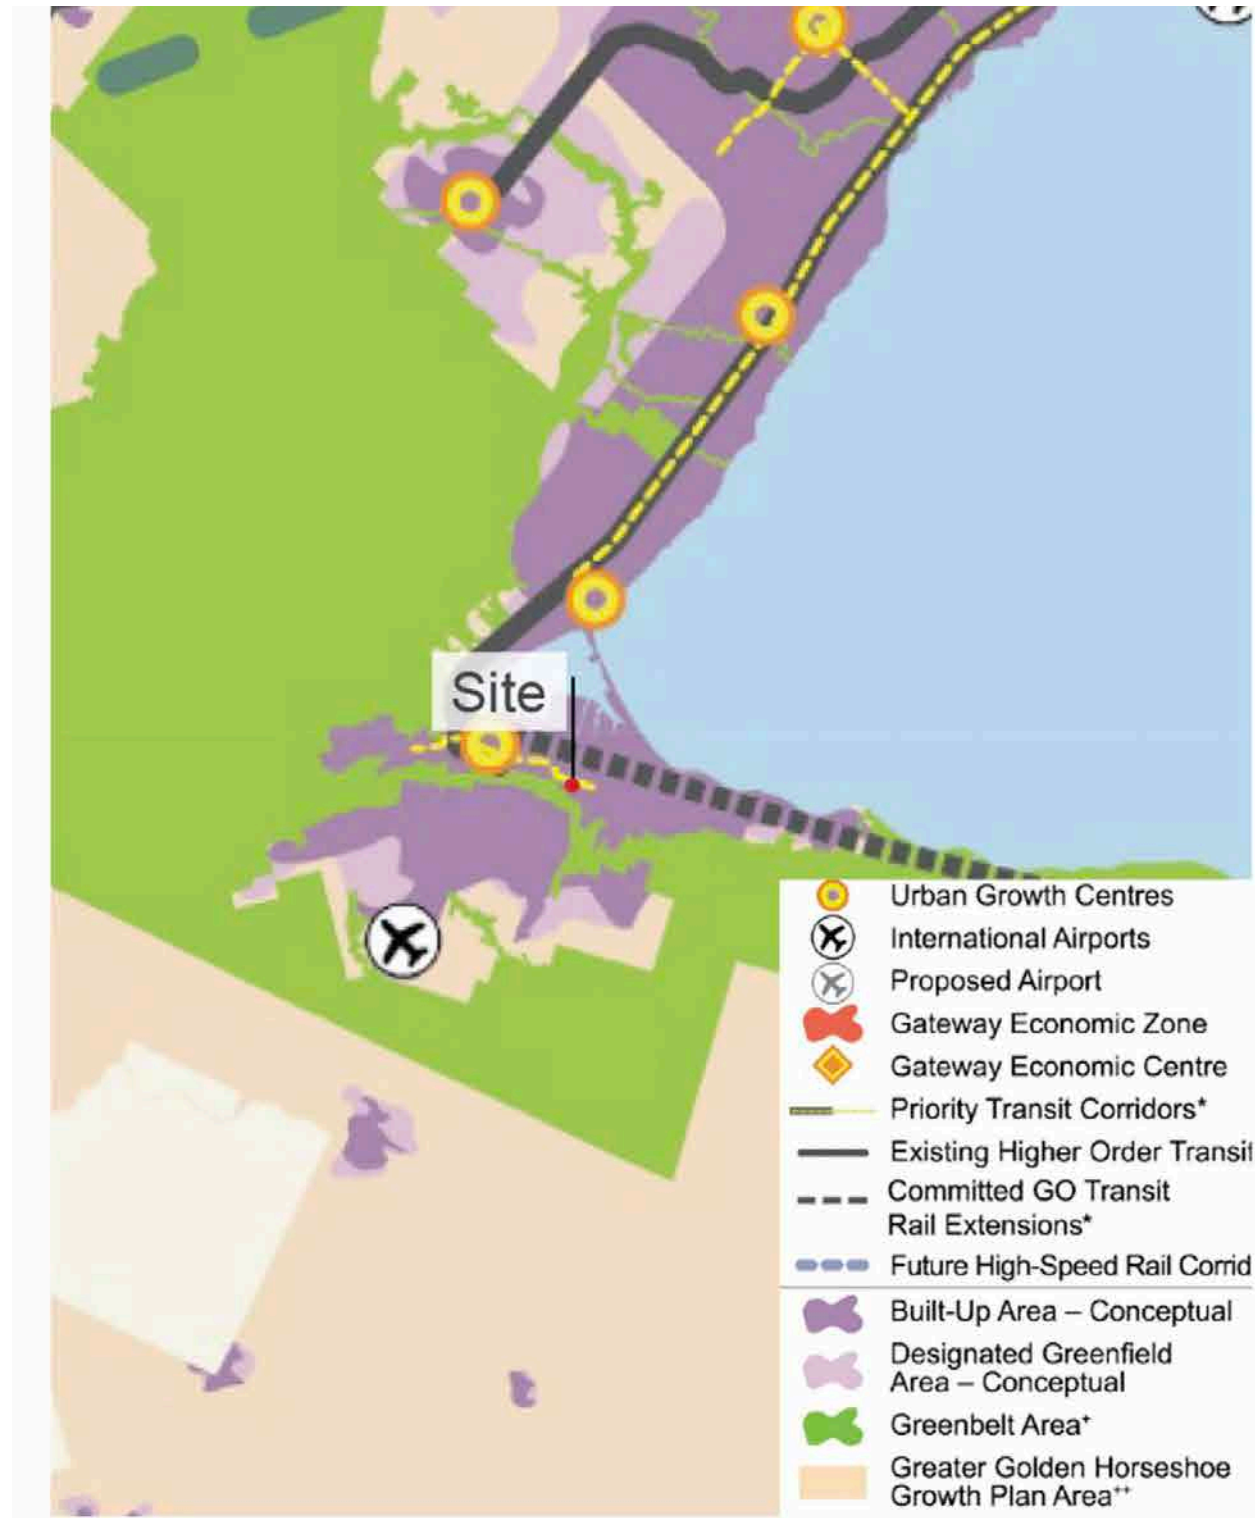 Site
Urban Growth Centres
International Airports
Proposed Airport
Gateway Economic Zone
Gateway Economic Centre
Priority Transit Corridors*
Existing Higher Order Transit
Committed GO Transit
Rail Extensions*
Future High-Speed Rail Corrid
Built-Up Area – Conceptual
Designated Greenfield
Area – Conceptual
Greenbelt Area+
Greater Golden Horseshoe
Growth Plan Area++